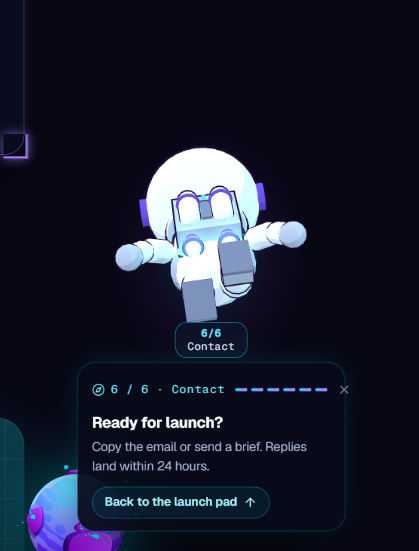 6/6
Contact
6 / 6 · Contact
Ready for launch?
Copy the email or send a brief. Replies
land within 24 hours.
Back to the launch pad ↑